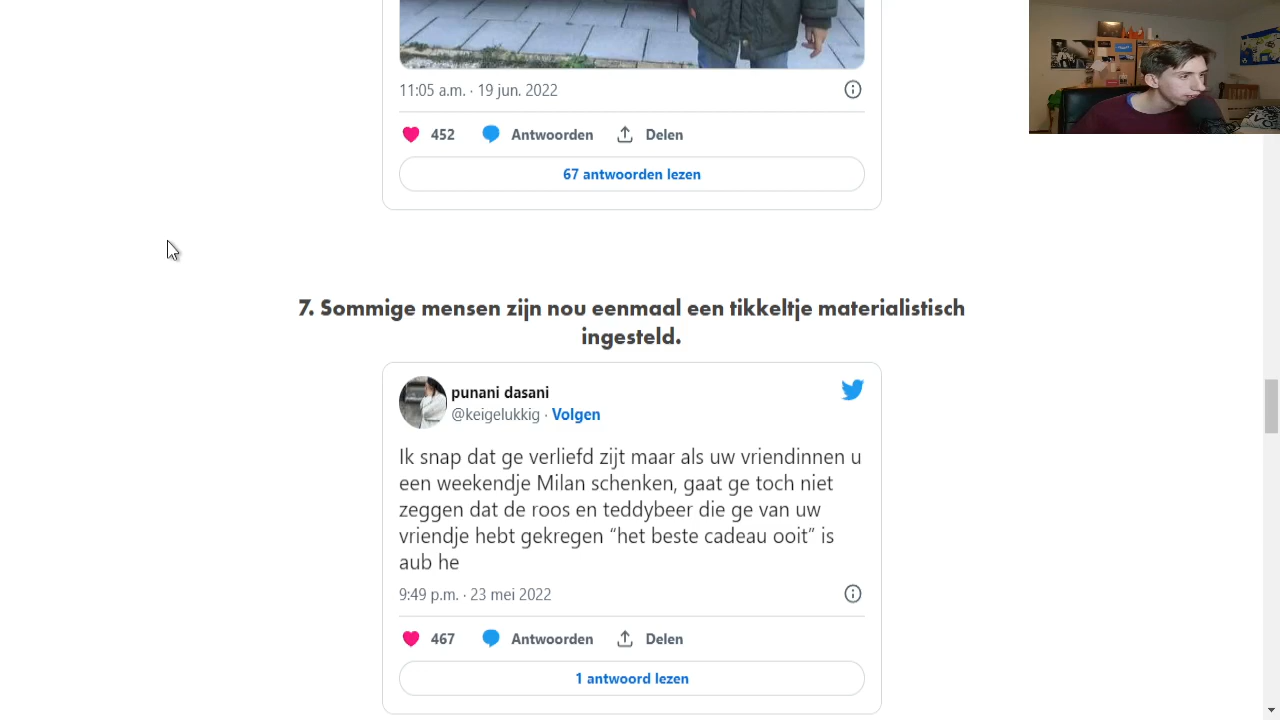 11:05 a.m. · 19 jun. 2022
452 Antwoorden Delen
67 antwoorden lezen
7. Sommige mensen zijn nou eenmaal een tikkeltje materialistisch
ingesteld.
punani dasani
@keigelukkig · Volgen
Ik snap dat ge verliefd zijt maar als uw vriendinnen u
een weekendje Milan schenken, gaat ge toch niet
zeggen dat de roos en teddybeer die ge van uw
vriendje hebt gekregen “het beste cadeau ooit” is
aub he
9:49 p.m. · 23 mei 2022
467 Antwoorden Delen
1 antwoord lezen